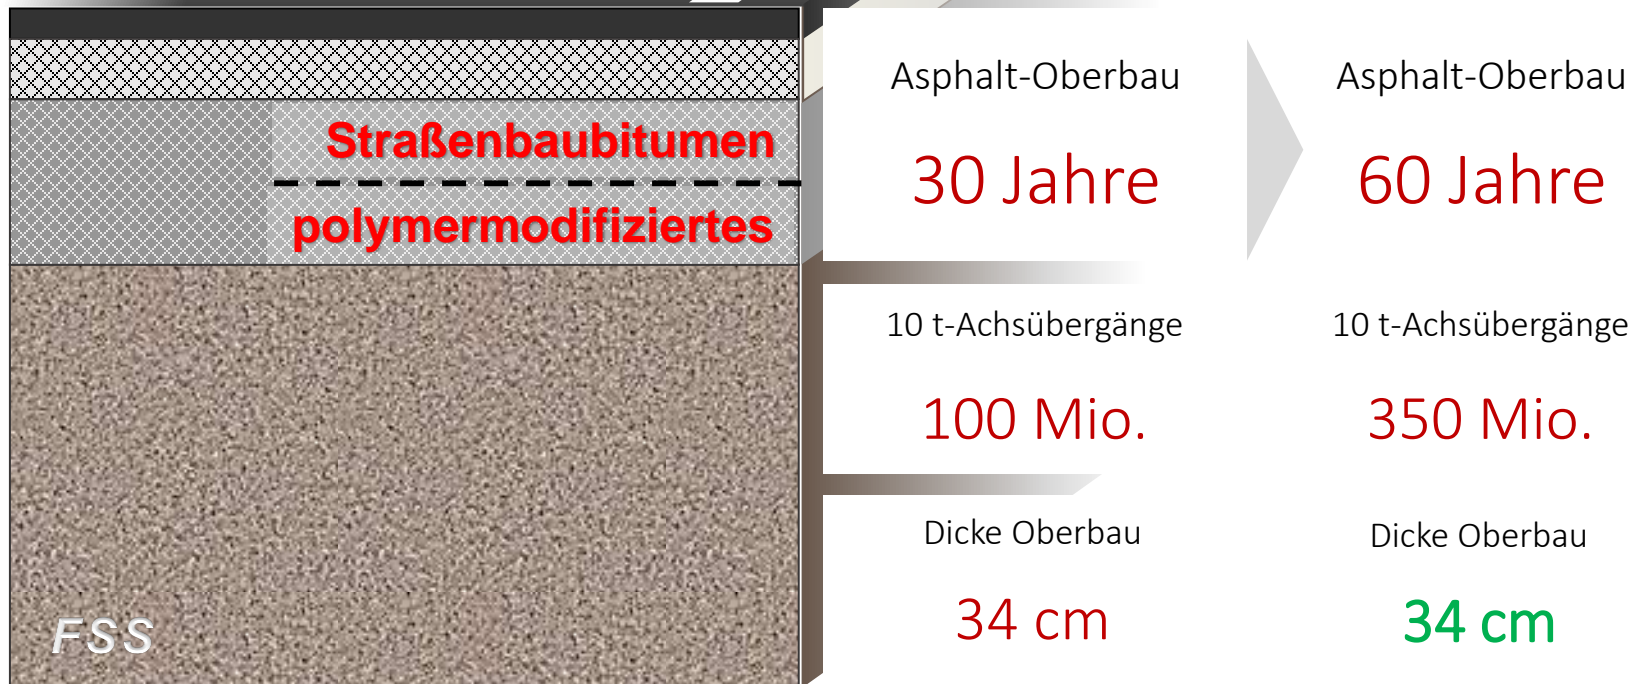 Straßenbaubitumen
polymermodifiziertes
FSS
Asphalt-Oberbau
30 Jahre
10 t-Achsübergänge
100 Mio.
Dicke Oberbau
34 cm
Asphalt-Oberbau
60 Jahre
10 t-Achsübergänge
350 Mio.
Dicke Oberbau
34 cm